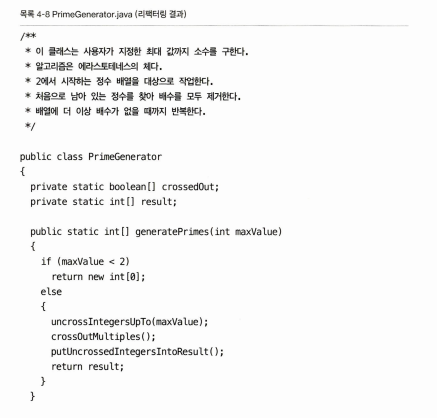 목록 4-8 PrimeGenerator.java (리팩터링 결과)
/**
 * 이 클래스는 사용자가 지정한 최대 값까지 소수를 구한다.
 * 알고리즘은 에라스토테네스의 체다.
 * 2에서 시작하는 정수 배열을 대상으로 작업한다.
 * 처음으로 남아 있는 정수를 찾아 배수를 모두 제거한다.
 * 배열에 더 이상 배수가 없을 때까지 반복한다.
 */
public class PrimeGenerator
{
  private static boolean[] crossedOut;
  private static int[] result;
  public static int[] generatePrimes(int maxValue)
  {
    if (maxValue < 2)
      return new int[0];
    else
    {
      uncrossIntegersUpTo(maxValue);
      crossOutMultiples();
      putUncrossedIntegersIntoResult();
      return result;
    }
  }